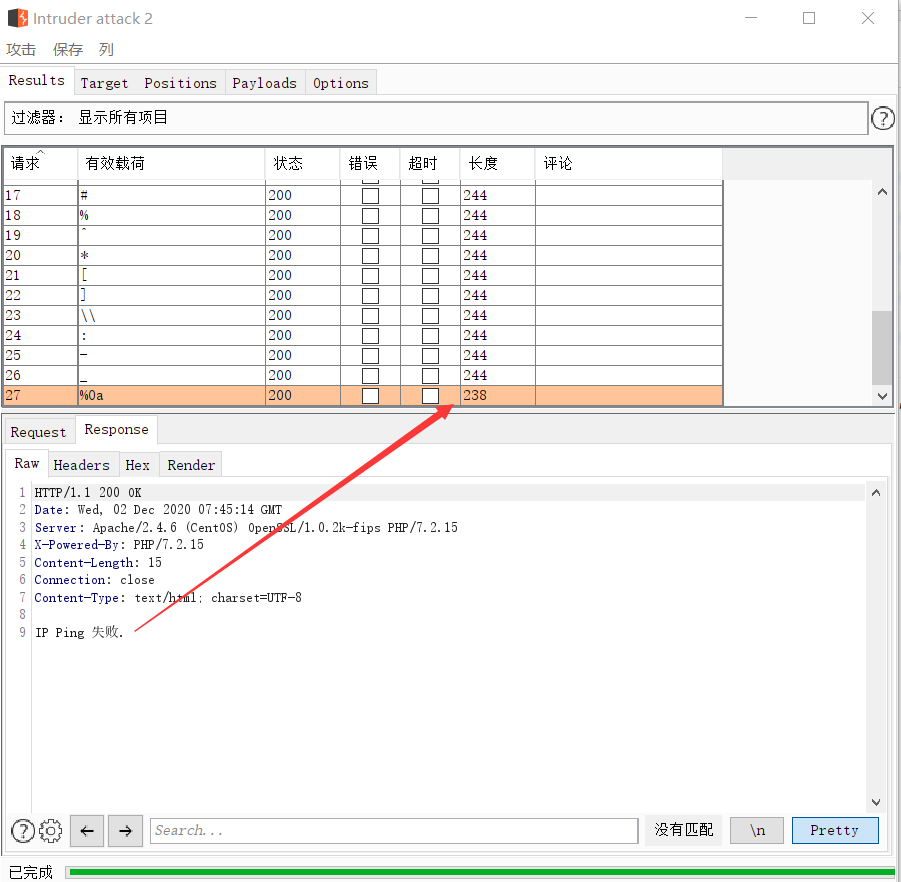 Intruder attack 2
攻击 保存 列
Results Target Positions Payloads Options
过滤器： 显示所有项目 ?
请求 有效载荷 状态 错误 超时 长度 评论
17 # 200 244
18 % 200 244
19 ^ 200 244
20 * 200 244
21 [ 200 244
22 ] 200 244
23 \\ 200 244
24 : 200 244
25 - 200 244
26 _ 200 244
27 %0a 200 238
Request Response
Raw Headers Hex Render
1 HTTP/1.1 200 OK
2 Date: Wed, 02 Dec 2020 07:45:14 GMT
3 Server: Apache/2.4.6 (CentOS) OpenSSL/1.0.2k-fips PHP/7.2.15
4 X-Powered-By: PHP/7.2.15
5 Content-Length: 15
6 Connection: close
7 Content-Type: text/html; charset=UTF-8
8
9 IP Ping 失败.
? Search... 没有匹配 \n Pretty
已完成